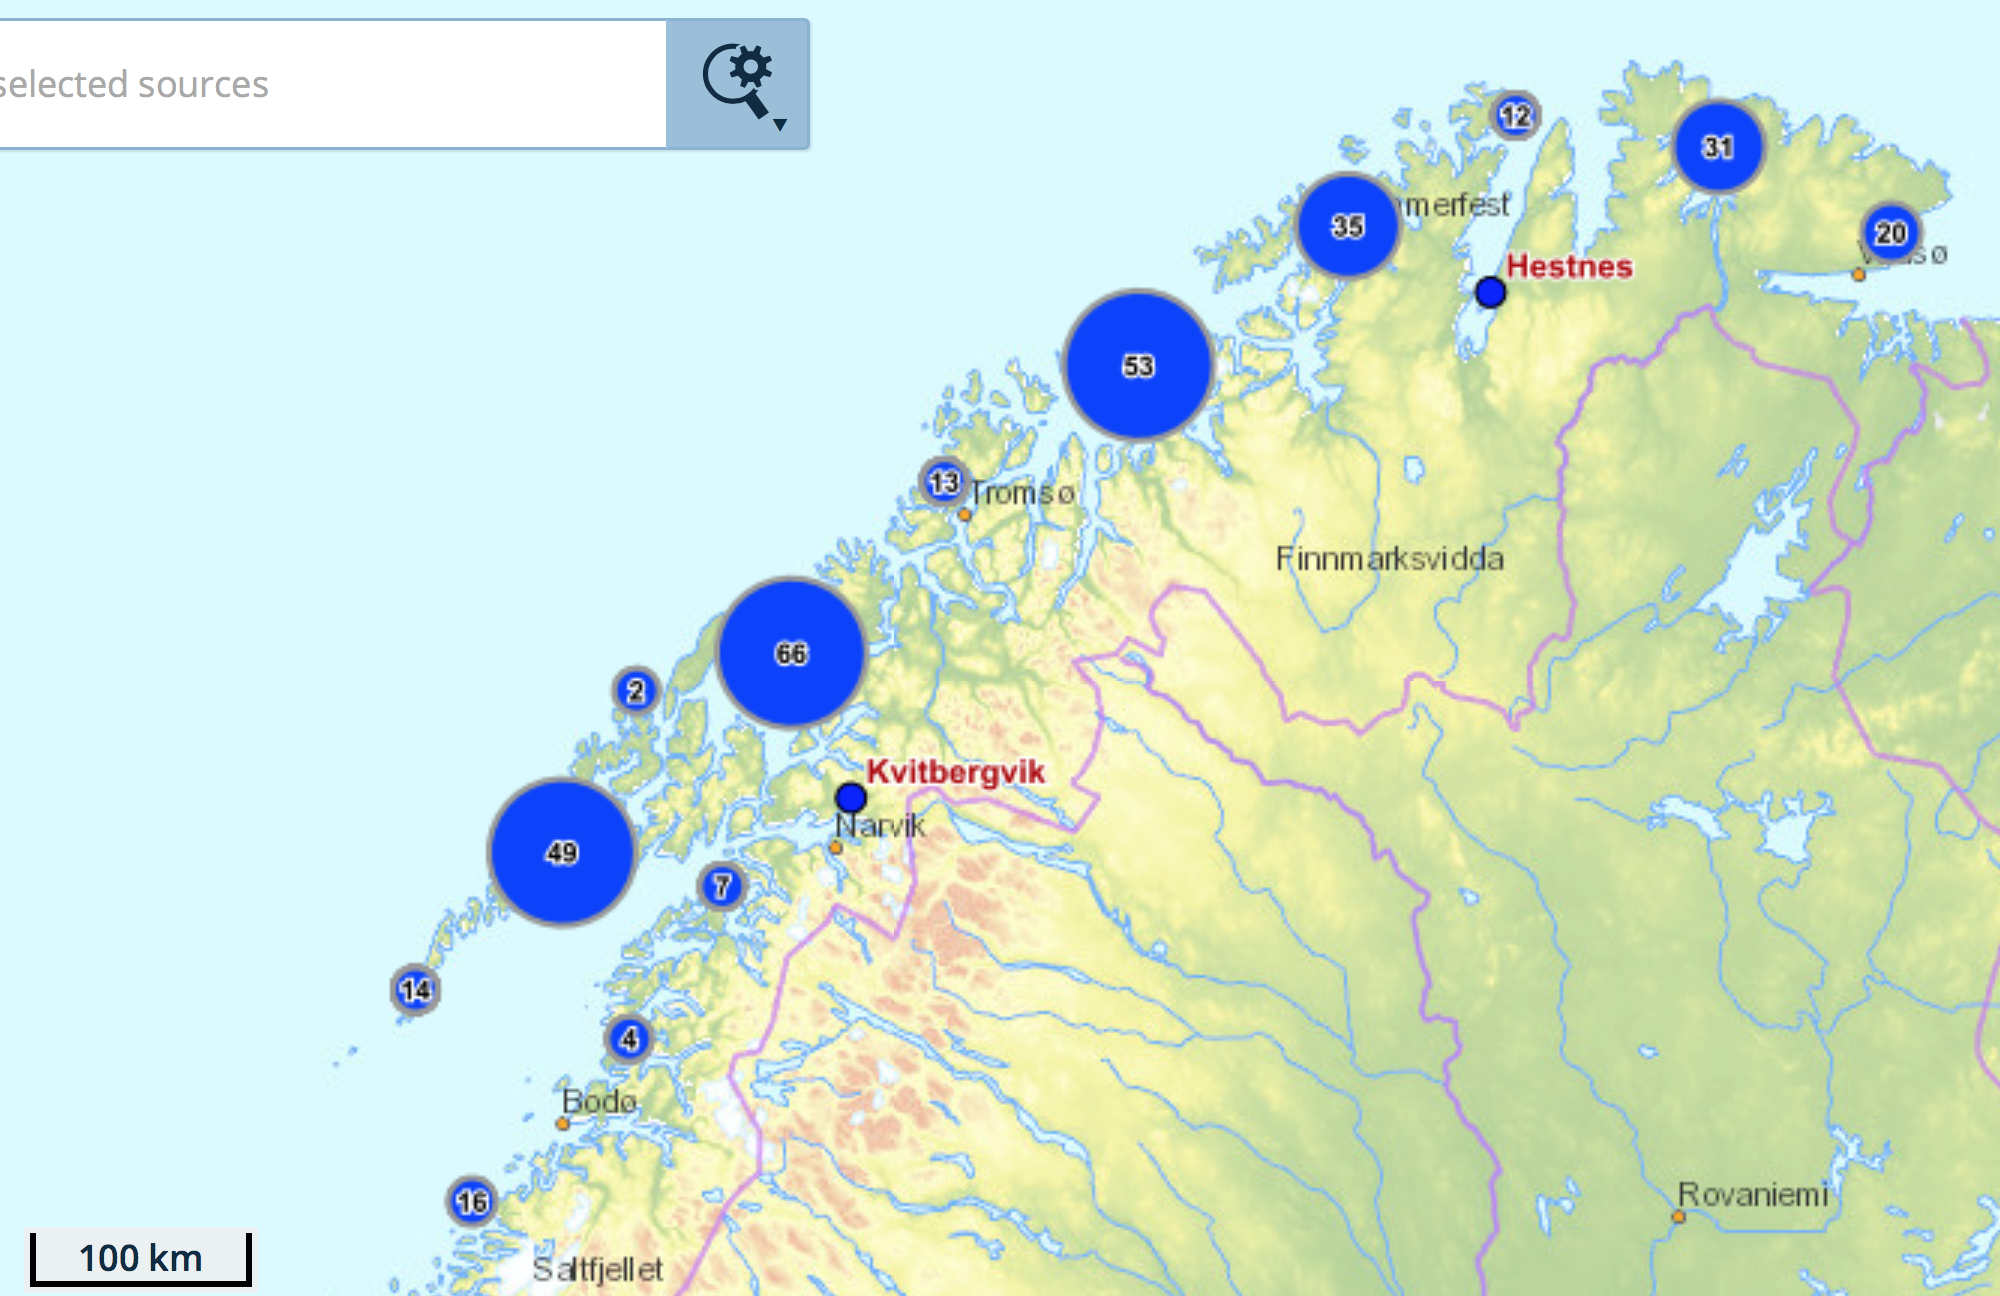 selected sources
12
31
merfest
35
20
sø
Hestnes
53
13
Tromsø
Finnmarksvidda
66
2
Kvitbergvik
Narvik
49
7
14
4
Bodø
Rovaniemi
16
100 km
Saltfjellet